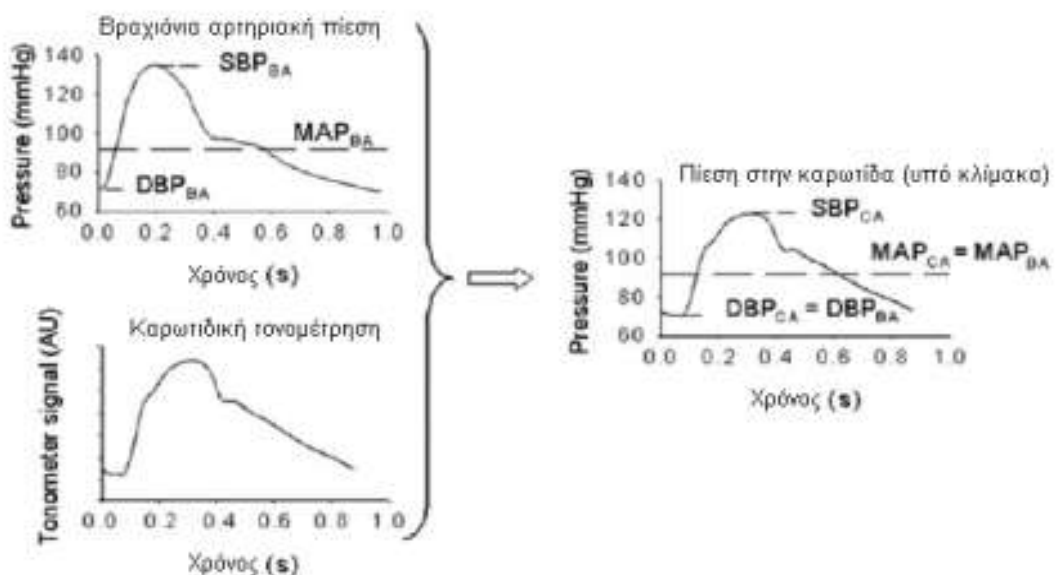 Βραχιόνια αρτηριακή πίεση
Pressure (mmHg)
140
120
100
80
60
SBP_BA
MAP_BA
DBP_BA
0.0 0.2 0.4 0.6 0.8 1.0
Χρόνος (s)
Καρωτιδική τονομέτρηση
Tonometer signal (AU)
0.0 0.2 0.4 0.6 0.8 1.0
Χρόνος (s)
Πίεση στην καρωτίδα (υπό κλίμακα)
Pressure (mmHg)
140
120
100
80
60
SBP_CA
MAP_CA = MAP_BA
DBP_CA = DBP_BA
0.0 0.2 0.4 0.6 0.8 1.0
Χρόνος (s)